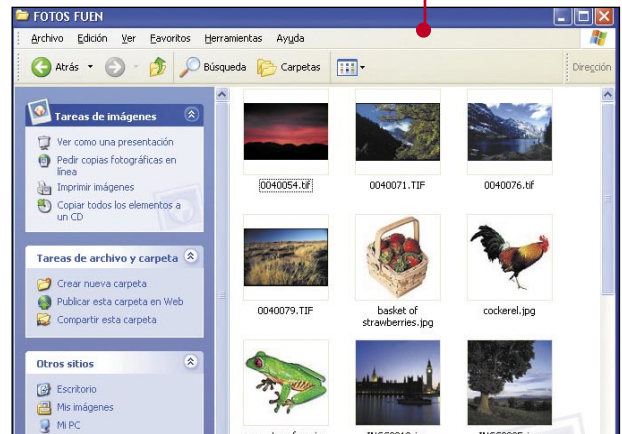 FOTOS FUEN
Archivo Edición Ver Favoritos Herramientas Ayuda
Atrás Búsqueda Carpetas Dirección
Tareas de imágenes
Ver como una presentación
Pedir copias fotográficas en
línea
Imprimir imágenes
Copiar todos los elementos a
un CD
Tareas de archivo y carpeta
Crear nueva carpeta
Publicar esta carpeta en Web
Compartir esta carpeta
Otros sitios
Escritorio
Mis imágenes
Mi PC
0040054.tif
0040071.TIF
0040076.tif
0040079.TIF
basket of
strawberries.jpg
cockerel.jpg